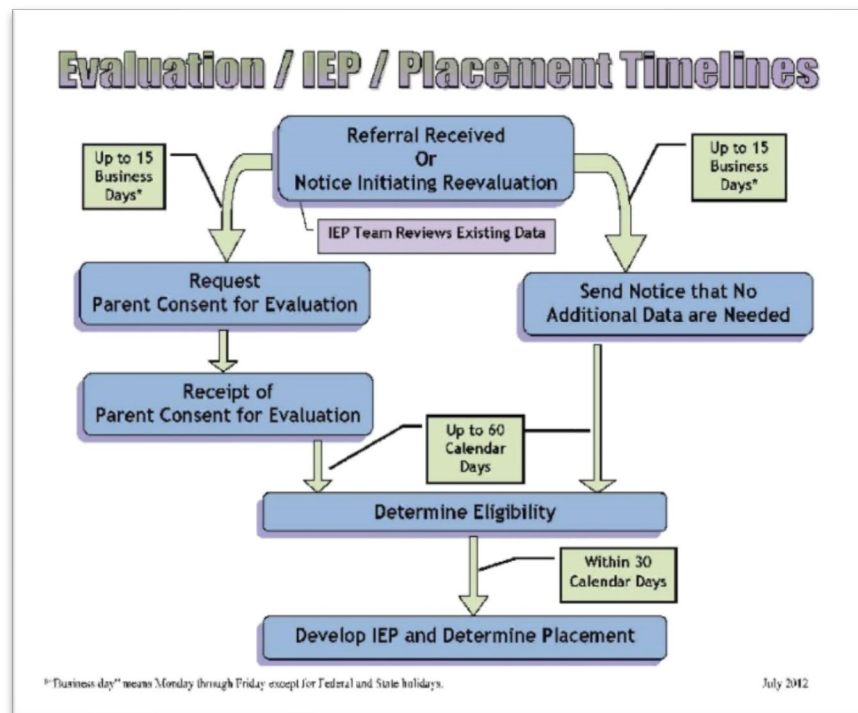 Evaluation / IEP / Placement Timelines
Referral Received
Or
Notice Initiating Reevaluation
Up to 15
Business
Days*
Up to 15
Business
Days*
IEP Team Reviews Existing Data
Request
Parent Consent for Evaluation
Send Notice that No
Additional Data are Needed
Receipt of
Parent Consent for Evaluation
Up to 60
Calendar
Days
Determine Eligibility
Within 30
Calendar Days
Develop IEP and Determine Placement
*"Business day" means Monday through Friday except for Federal and State holidays.
July 2012